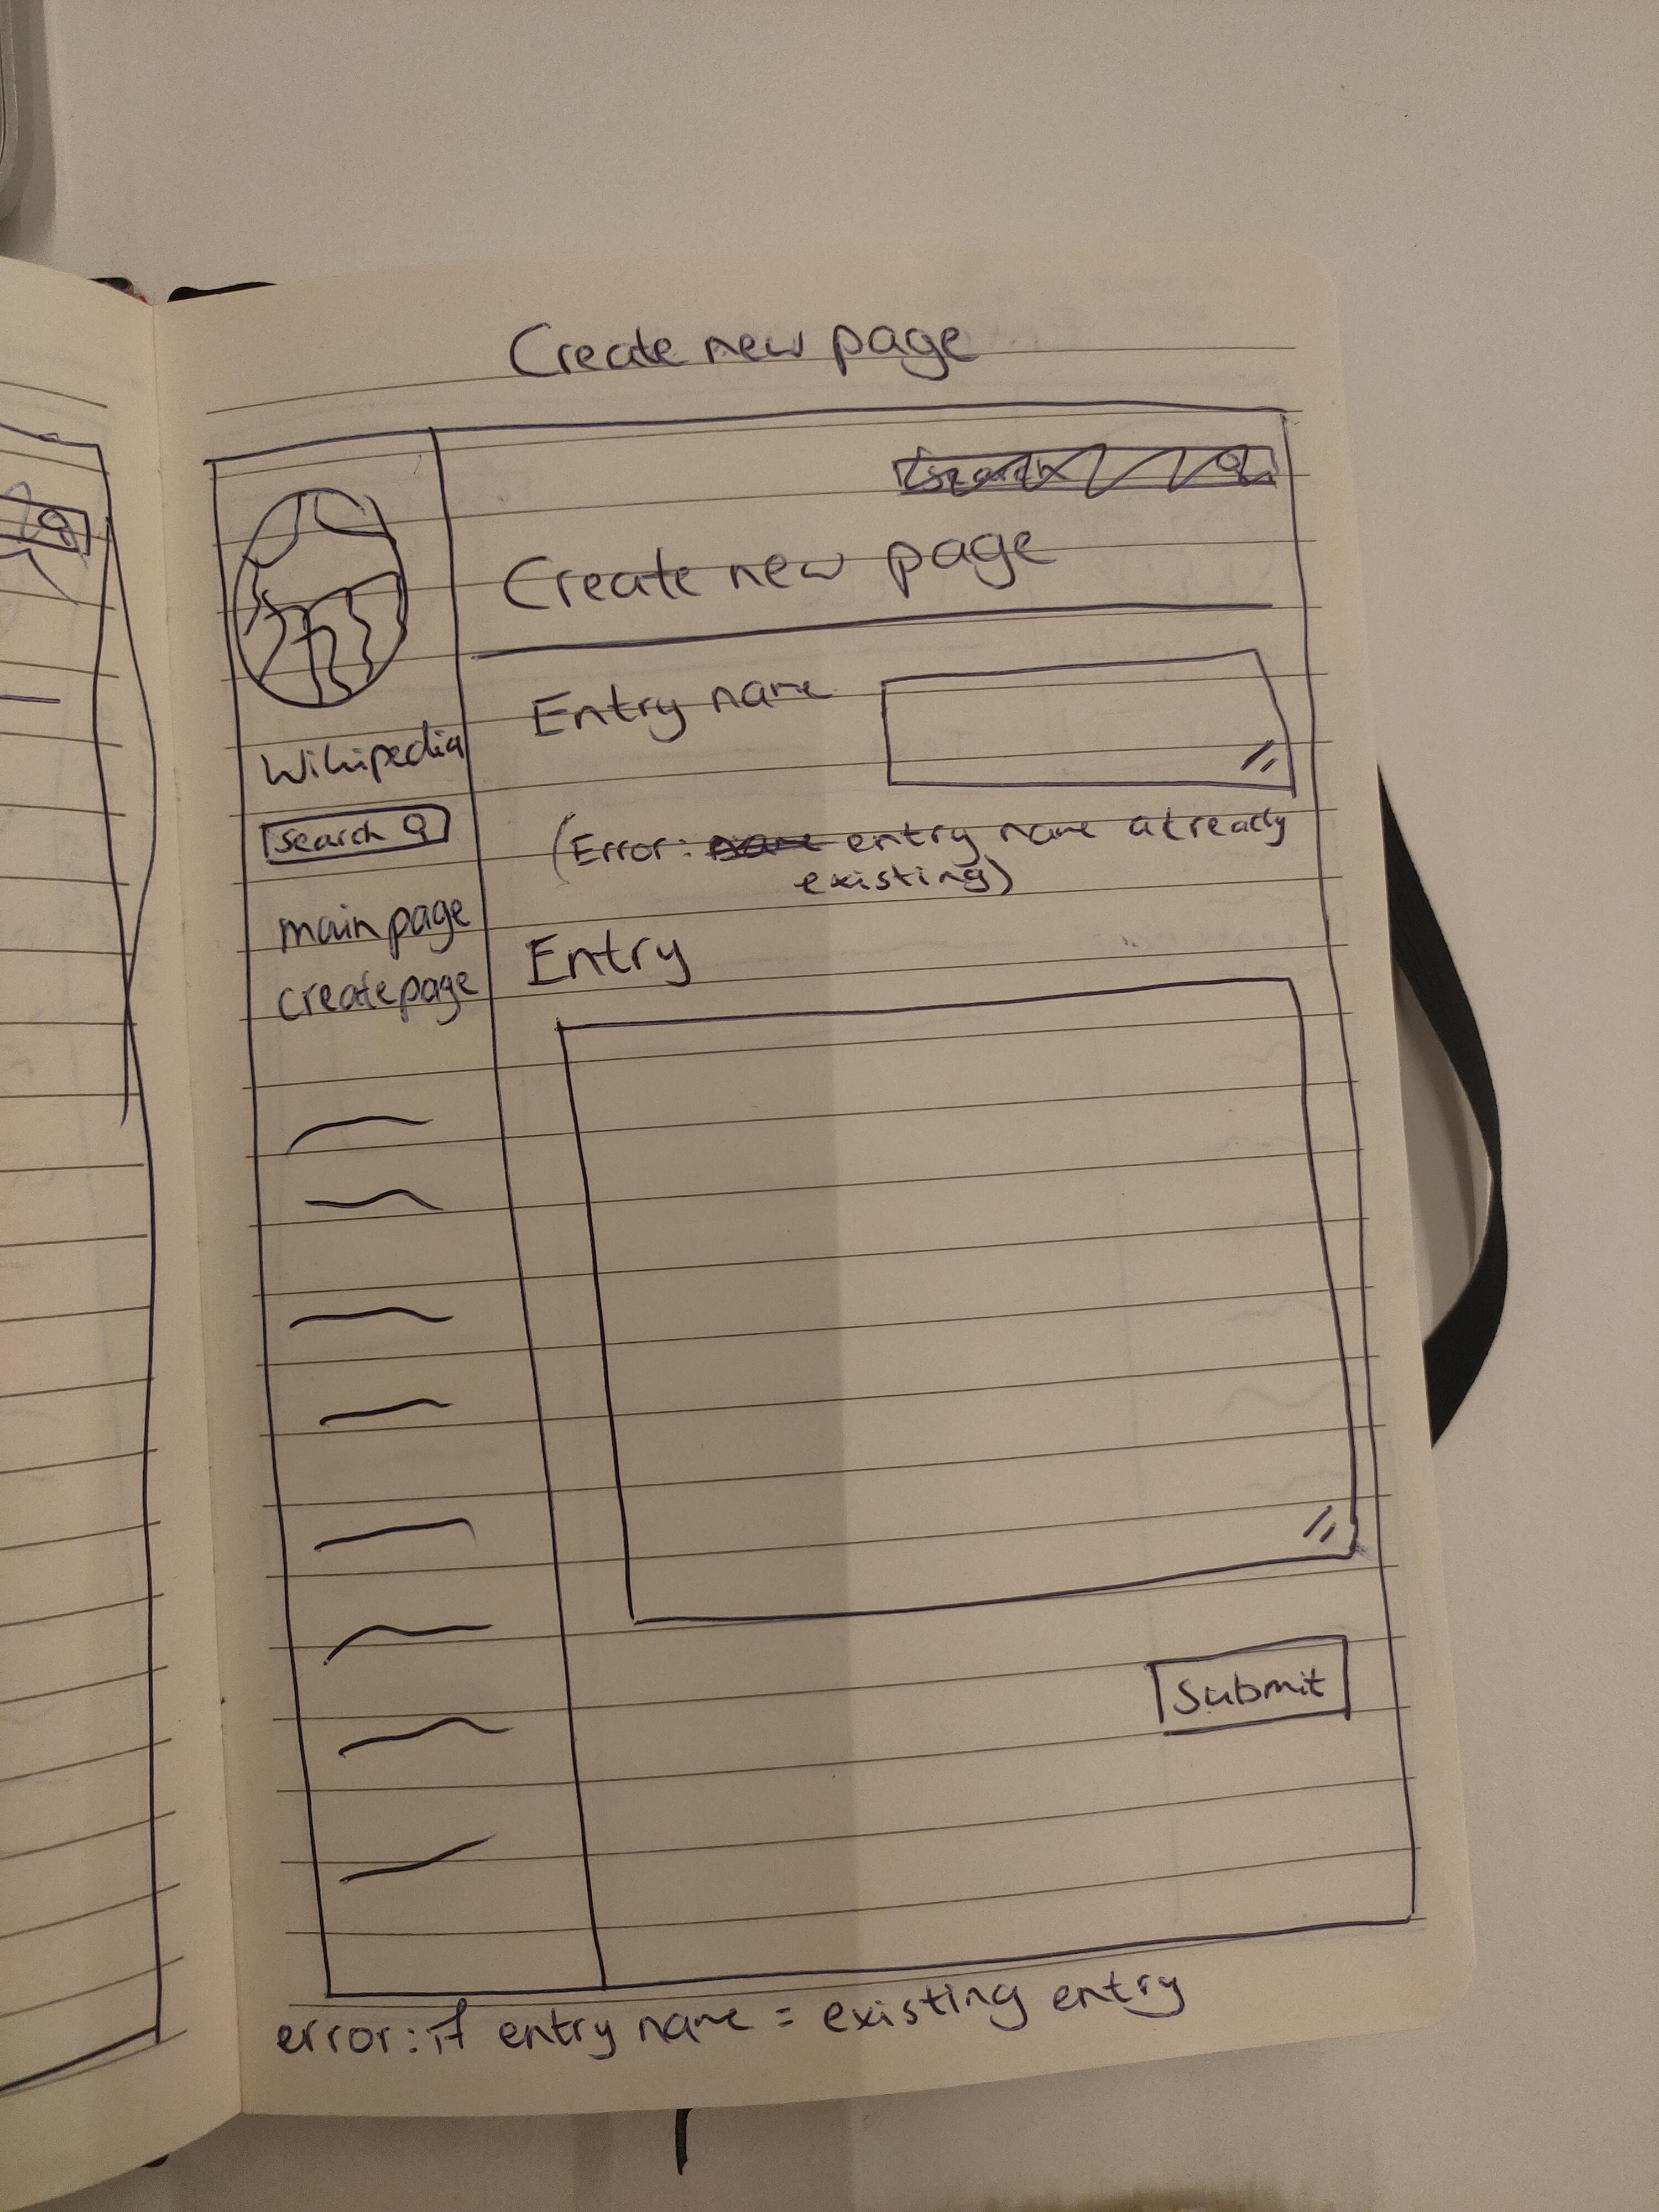 Create new page
Create new page
Wikipedia
search
main page
create page
Entry name
(Error: entry name already
existing)
Entry
Submit
error: if entry name = existing entry